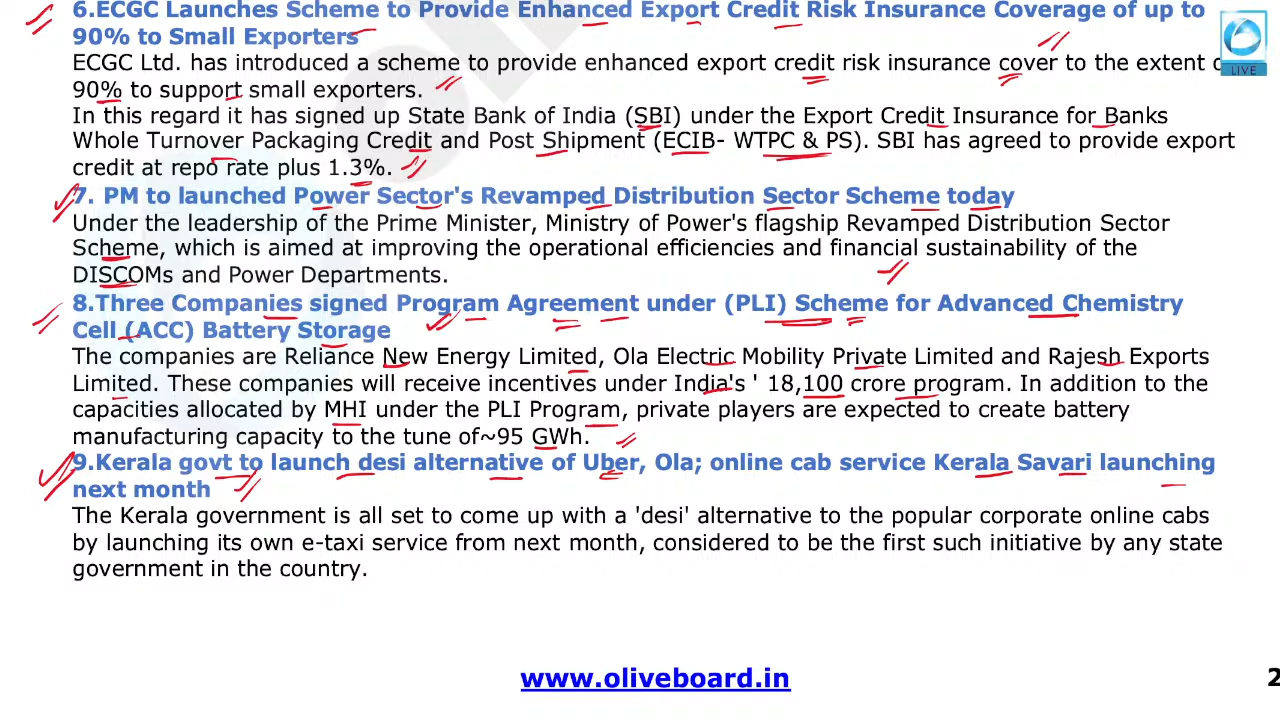 6.ECGC Launches Scheme to Provide Enhanced Export Credit Risk Insurance Coverage of up to
90% to Small Exporters
LIVE
ECGC Ltd. has introduced a scheme to provide enhanced export credit risk insurance cover to the extent
90% to support small exporters.
In this regard it has signed up State Bank of India (SBI) under the Export Credit Insurance for Banks
Whole Turnover Packaging Credit and Post Shipment (ECIB- WTPC & PS). SBI has agreed to provide export
credit at repo rate plus 1.3%.
7. PM to launched Power Sector's Revamped Distribution Sector Scheme today
Under the leadership of the Prime Minister, Ministry of Power's flagship Revamped Distribution Sector
Scheme, which is aimed at improving the operational efficiencies and financial sustainability of the
DISCOMs and Power Departments.
8.Three Companies signed Program Agreement under (PLI) Scheme for Advanced Chemistry
Cell (ACC) Battery Storage
The companies are Reliance New Energy Limited, Ola Electric Mobility Private Limited and Rajesh Exports
Limited. These companies will receive incentives under India's ' 18,100 crore program. In addition to the
capacities allocated by MHI under the PLI Program, private players are expected to create battery
manufacturing capacity to the tune of~95 GWh.
9.Kerala govt to launch desi alternative of Uber, Ola; online cab service Kerala Savari launching
next month
The Kerala government is all set to come up with a 'desi' alternative to the popular corporate online cabs
by launching its own e-taxi service from next month, considered to be the first such initiative by any state
government in the country.
www.oliveboard.in
2